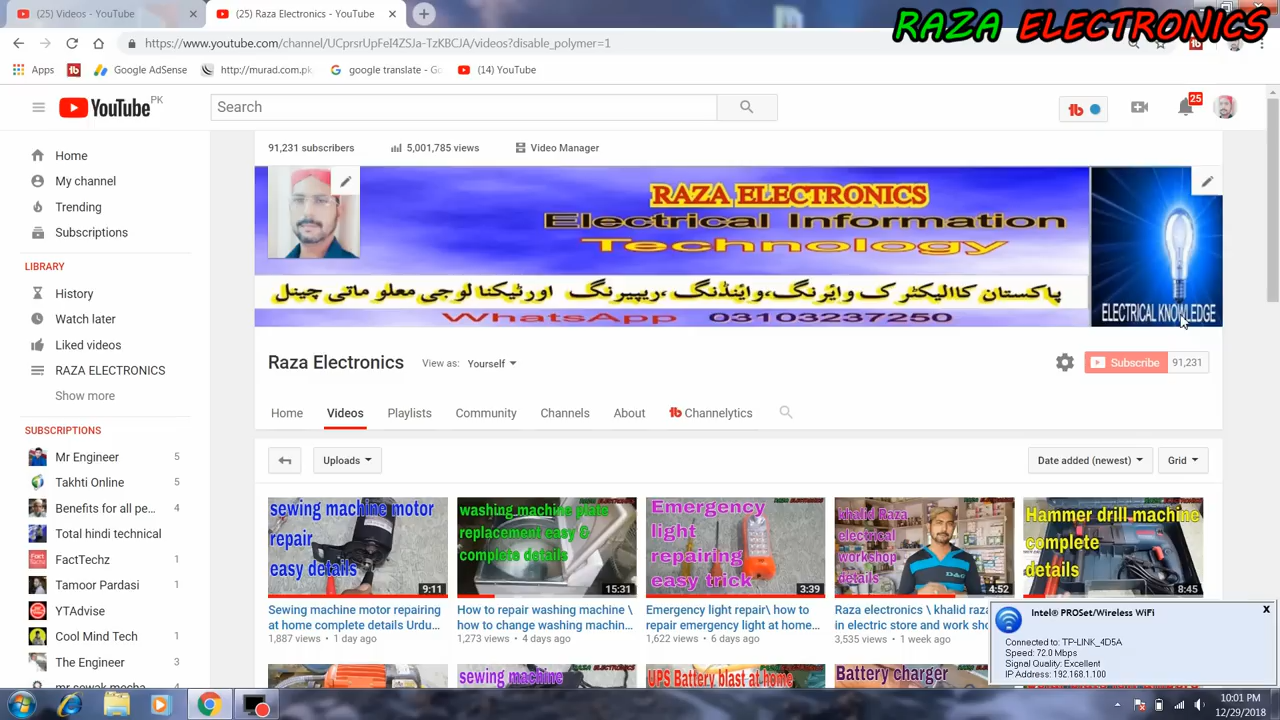 (25) Videos - YouTube
(25) Raza Electronics - YouTube
RAZA ELECTRONICS
https://www.youtube.com/channel/UCprsrUpFeI4ZSJa-TzKBCJA/videos?disable_polymer=1
Apps
Google AdSense
http://murad.com.pk
google translate - Go
(14) YouTube
YouTube PK
Search
25
91,231 subscribers
5,001,785 views
Video Manager
Home
My channel
Trending
Subscriptions
LIBRARY
History
Watch later
Liked videos
RAZA ELECTRONICS
Show more
SUBSCRIPTIONS
Mr Engineer 5
Takhti Online 5
Benefits for all pe... 4
Total hindi technical
FactTechz 1
Tamoor Pardasi 1
YTAdvise
Cool Mind Tech 1
The Engineer 3
RAZA ELECTRONICS
Electrical Information
Technology
پاکستان کا الیکٹرک وائرنگ، وائنڈنگ، ریپیرنگ اور ٹیکنا لوجی معلو ماتی چینل
WhatsApp 03103237250
ELECTRICAL KNOWLEDGE
Raza Electronics
View as: Yourself
Subscribe 91,231
Home
Videos
Playlists
Community
Channels
About
Channelytics
Uploads
Date added (newest)
Grid
sewing machine motor
repair
easy details
9:11
Sewing machine motor repairing
at home complete details Urdu...
1,887 views • 1 day ago
washing machine plate
replacement easy &
complete details
15:31
How to repair washing machine \
how to change washing machin...
1,273 views • 4 days ago
Emergency
light
repairing
easy trick
3:39
Emergency light repair\ how to
repair emergency light at home...
1,622 views • 6 days ago
khalid Raza
electrical
workshop
details
4:52
Raza electronics \ khalid raza
in electric store and work sho
3,535 views • 1 week ago
Hammer drill machine
complete
details
8:45
sewing machine
UPS Battery blast at home
Battery charger
Intel® PROSet/Wireless WiFi
Connected to: TP-LINK_4D5A
Speed: 72.0 Mbps
Signal Quality: Excellent
IP Address: 192.168.1.100
10:01 PM
12/29/2018